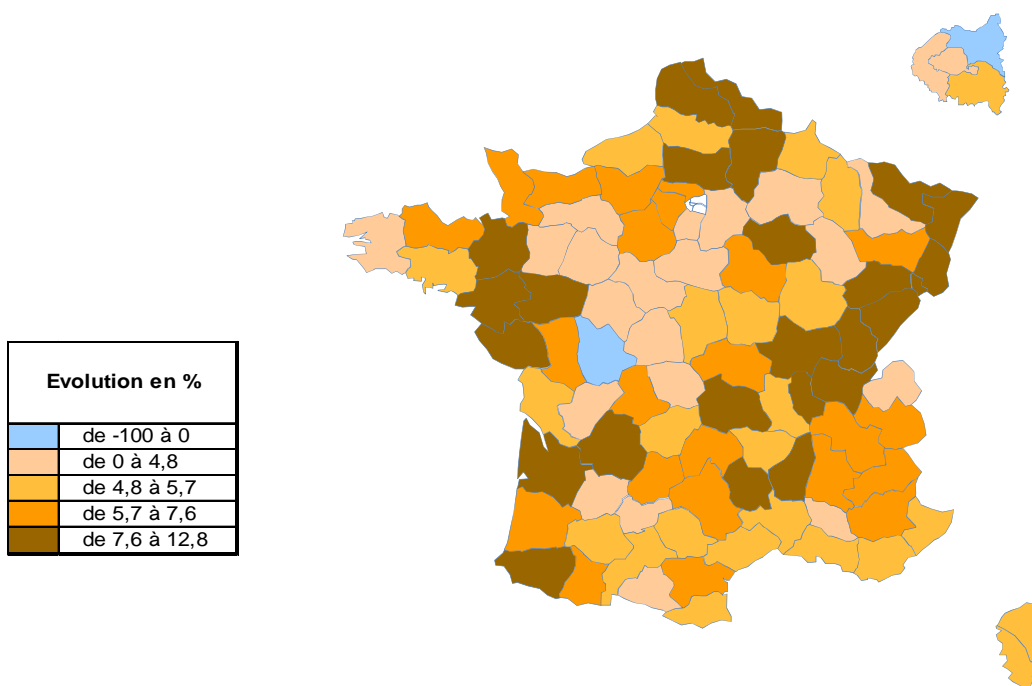 Evolution en %
de -100 à 0
de 0 à 4,8
de 4,8 à 5,7
de 5,7 à 7,6
de 7,6 à 12,8